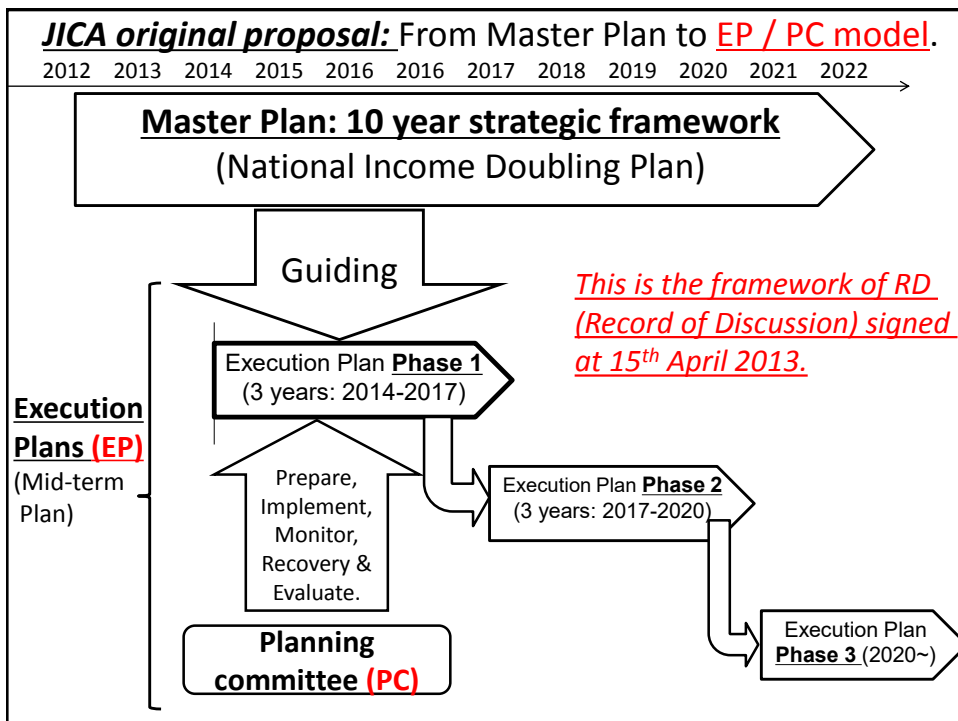 JICA original proposal: From Master Plan to EP / PC model.
2012 2013 2014 2015 2016 2016 2017 2018 2019 2020 2021 2022
Master Plan: 10 year strategic framework
(National Income Doubling Plan)
Guiding
This is the framework of RD
(Record of Discussion) signed
at 15th April 2013.
Execution Plan Phase 1
(3 years: 2014-2017)
Execution
Plans (EP)
(Mid-term
Plan)
Prepare,
Implement,
Monitor,
Recovery &
Evaluate.
Execution Plan Phase 2
(3 years: 2017-2020)
Planning
committee (PC)
Execution Plan
Phase 3 (2020~)